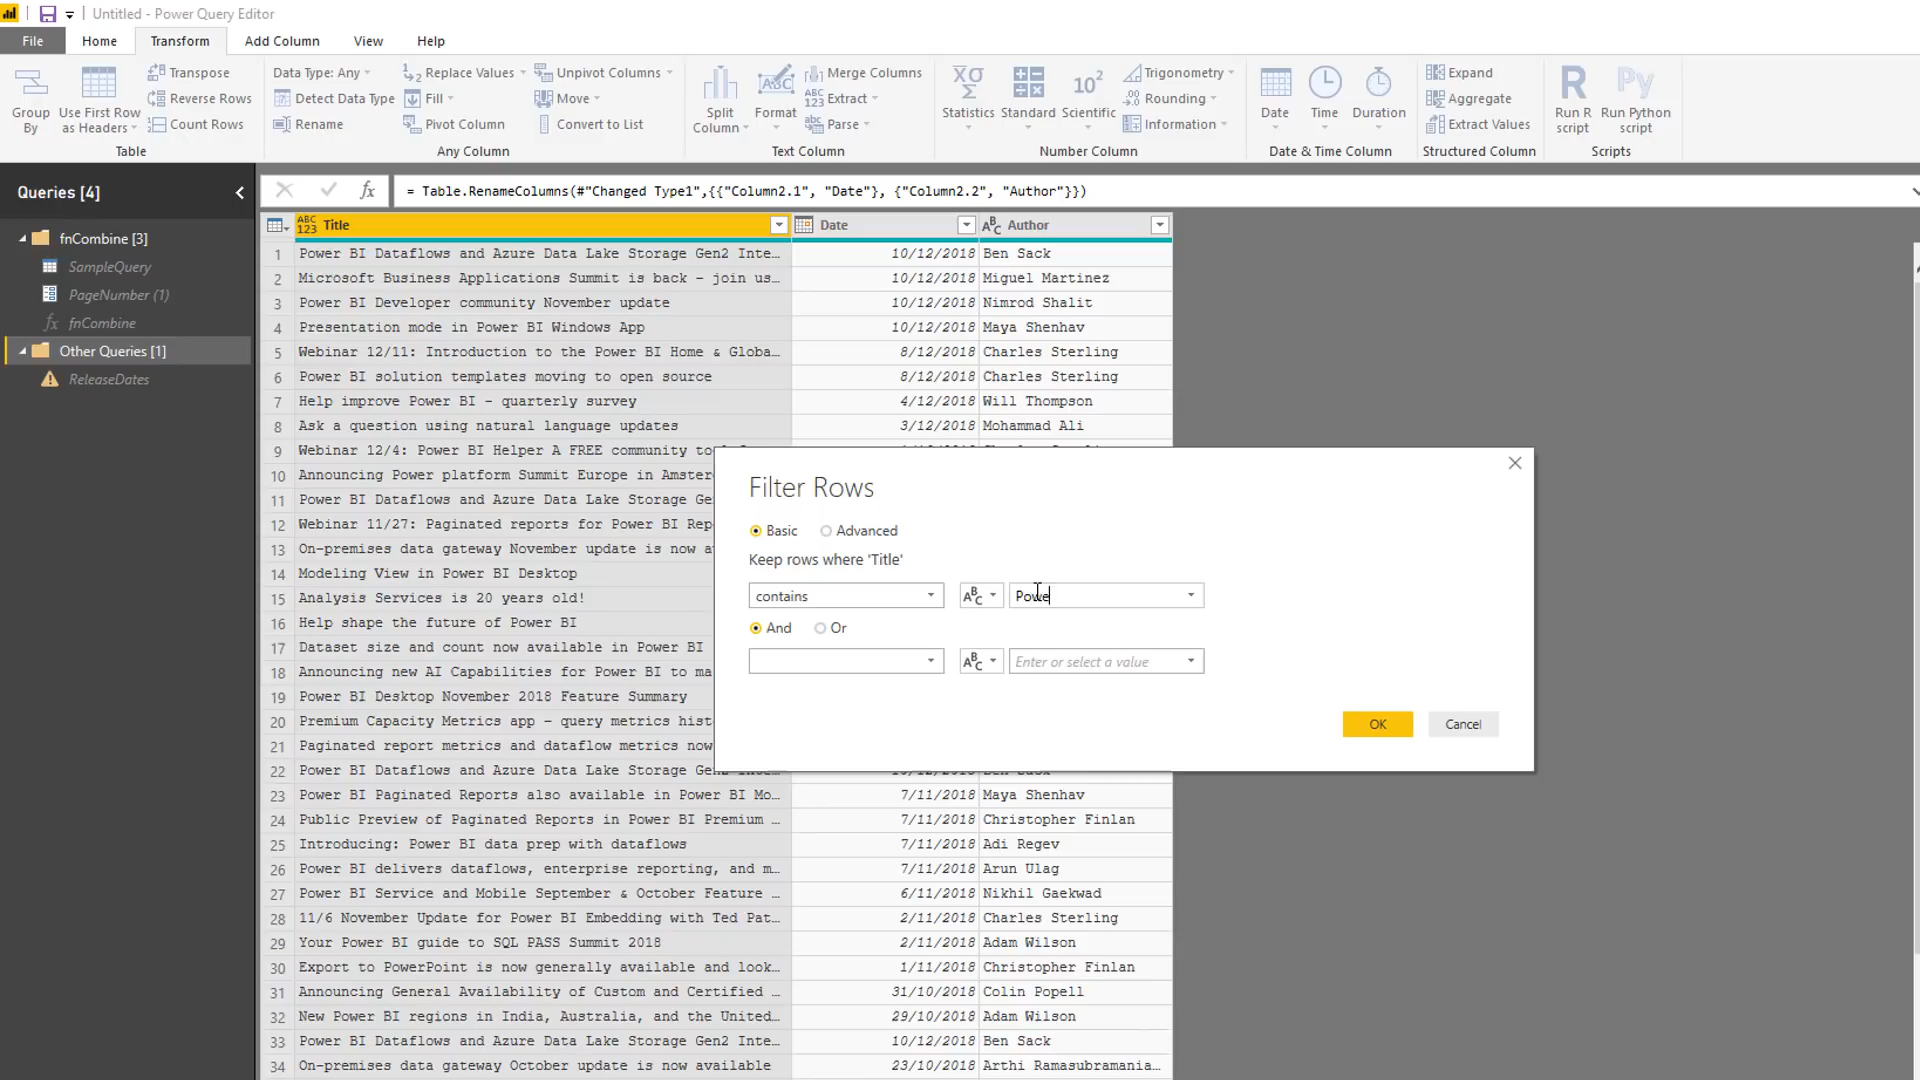 Untitled - Power Query Editor
File Home Transform Add Column View Help
Group By
Use First Row as Headers
Transpose
Reverse Rows
Count Rows
Table
Data Type: Any
Detect Data Type
Rename
Replace Values
Fill
Pivot Column
Unpivot Columns
Move
Convert to List
Any Column
Split Column
Format
Merge Columns
Extract
Parse
Text Column
Statistics
Standard
Scientific
Trigonometry
Rounding
Information
Number Column
Date
Time
Duration
Date & Time Column
Expand
Aggregate
Extract Values
Structured Column
Run R script
Run Python script
Scripts
Queries [4]
fnCombine [3]
SampleQuery
PageNumber (1)
fnCombine
Other Queries [1]
ReleaseDates
= Table.RenameColumns(#"Changed Type1",{{"Column2.1", "Date"}, {"Column2.2", "Author"}})
Title Date Author
1 Power BI Dataflows and Azure Data Lake Storage Gen2 Inte... 10/12/2018 Ben Sack
2 Microsoft Business Applications Summit is back – join us... 10/12/2018 Miguel Martinez
3 Power BI Developer community November update 10/12/2018 Nimrod Shalit
4 Presentation mode in Power BI Windows App 10/12/2018 Maya Shenhav
5 Webinar 12/11: Introduction to the Power BI Home & Globa... 8/12/2018 Charles Sterling
6 Power BI solution templates moving to open source 8/12/2018 Charles Sterling
7 Help improve Power BI – quarterly survey 4/12/2018 Will Thompson
8 Ask a question using natural language updates 3/12/2018 Mohammad Ali
9 Webinar 12/4: Power BI Helper A FREE community
10 Announcing Power platform Summit Europe in
11 Power BI Dataflows and Azure Data Lake Storage
12 Webinar 11/27: Paginated reports for Power BI
13 On-premises data gateway November update is now
14 Modeling View in Power BI Desktop
15 Analysis Services is 20 years old!
16 Help shape the future of Power BI
17 Dataset size and count now available in Power BI
18 Announcing new AI Capabilities for Power BI to
19 Power BI Desktop November 2018 Feature Summary
20 Premium Capacity Metrics app – query metrics
21 Paginated report metrics and dataflow metrics now
22 Power BI Dataflows and Azure Data Lake Storage
23 Power BI Paginated Reports also available in Power BI Mo... 7/11/2018 Maya Shenhav
24 Public Preview of Paginated Reports in Power BI Premium ... 7/11/2018 Christopher Finlan
25 Introducing: Power BI data prep with dataflows 7/11/2018 Adi Regev
26 Power BI delivers dataflows, enterprise reporting, and m... 7/11/2018 Arun Ulag
27 Power BI Service and Mobile September & October Feature ... 6/11/2018 Nikhil Gaekwad
28 11/6 November Update for Power BI Embedding with Ted Pat... 2/11/2018 Charles Sterling
29 Your Power BI guide to SQL PASS Summit 2018 2/11/2018 Adam Wilson
30 Export to PowerPoint is now generally available and look... 1/11/2018 Christopher Finlan
31 Announcing General Availability of Custom and Certified ... 31/10/2018 Colin Popell
32 New Power BI regions in India, Australia, and the United... 29/10/2018 Adam Wilson
33 Power BI Dataflows and Azure Data Lake Storage Gen2 Inte... 10/12/2018 Ben Sack
34 On-premises data gateway October update is now available 23/10/2018 Arthi Ramasubramania...
Filter Rows
Basic Advanced
Keep rows where 'Title'
contains Powe
And Or
Enter or select a value
OK Cancel